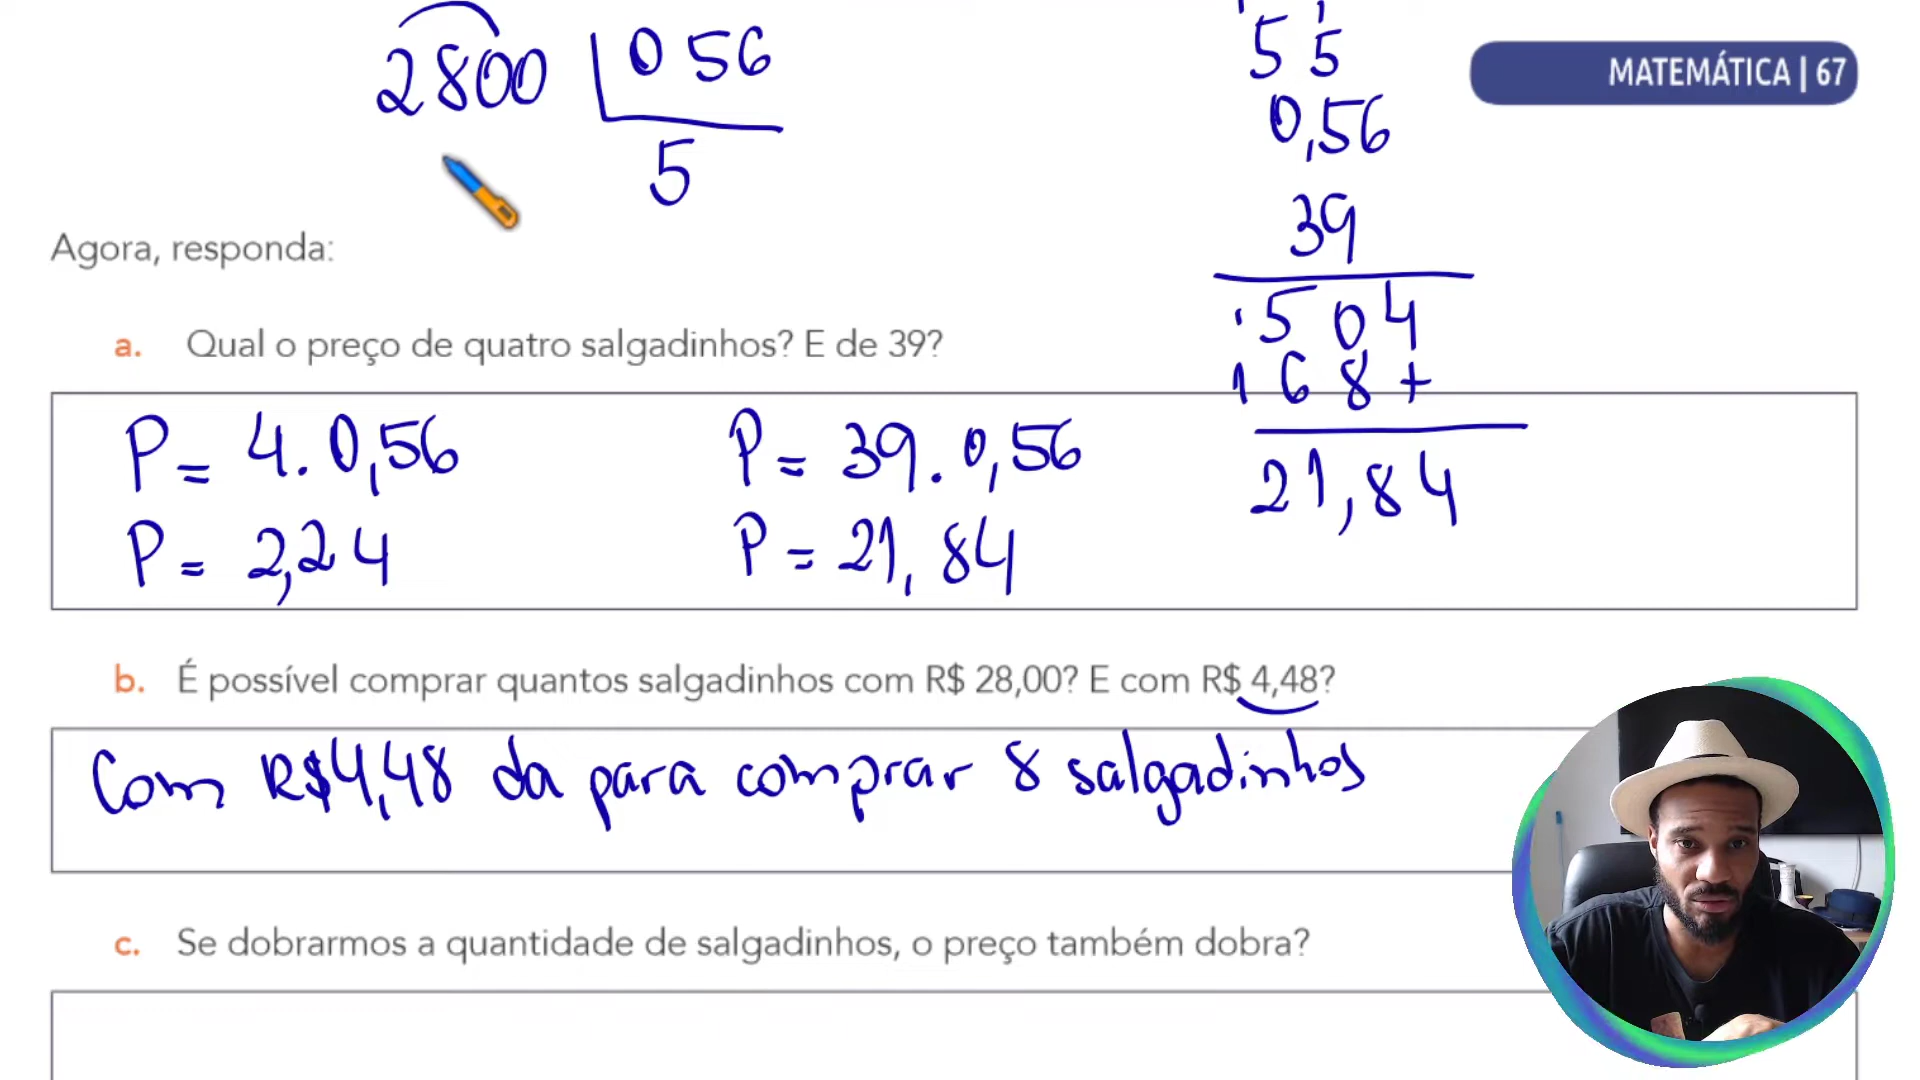 2800 056
5
5 5
0,56
39
504
168+
21,84
MATEMÁTICA | 67
Agora, responda:
a. Qual o preço de quatro salgadinhos? E de 39?
P = 4.0,56
P = 2,24
P = 39.0,56
P = 21,84
b. É possível comprar quantos salgadinhos com R$ 28,00? E com R$ 4,48?
Com R$4,48 da para comprar 8 salgadinhos
c. Se dobrarmos a quantidade de salgadinhos, o preço também dobra?